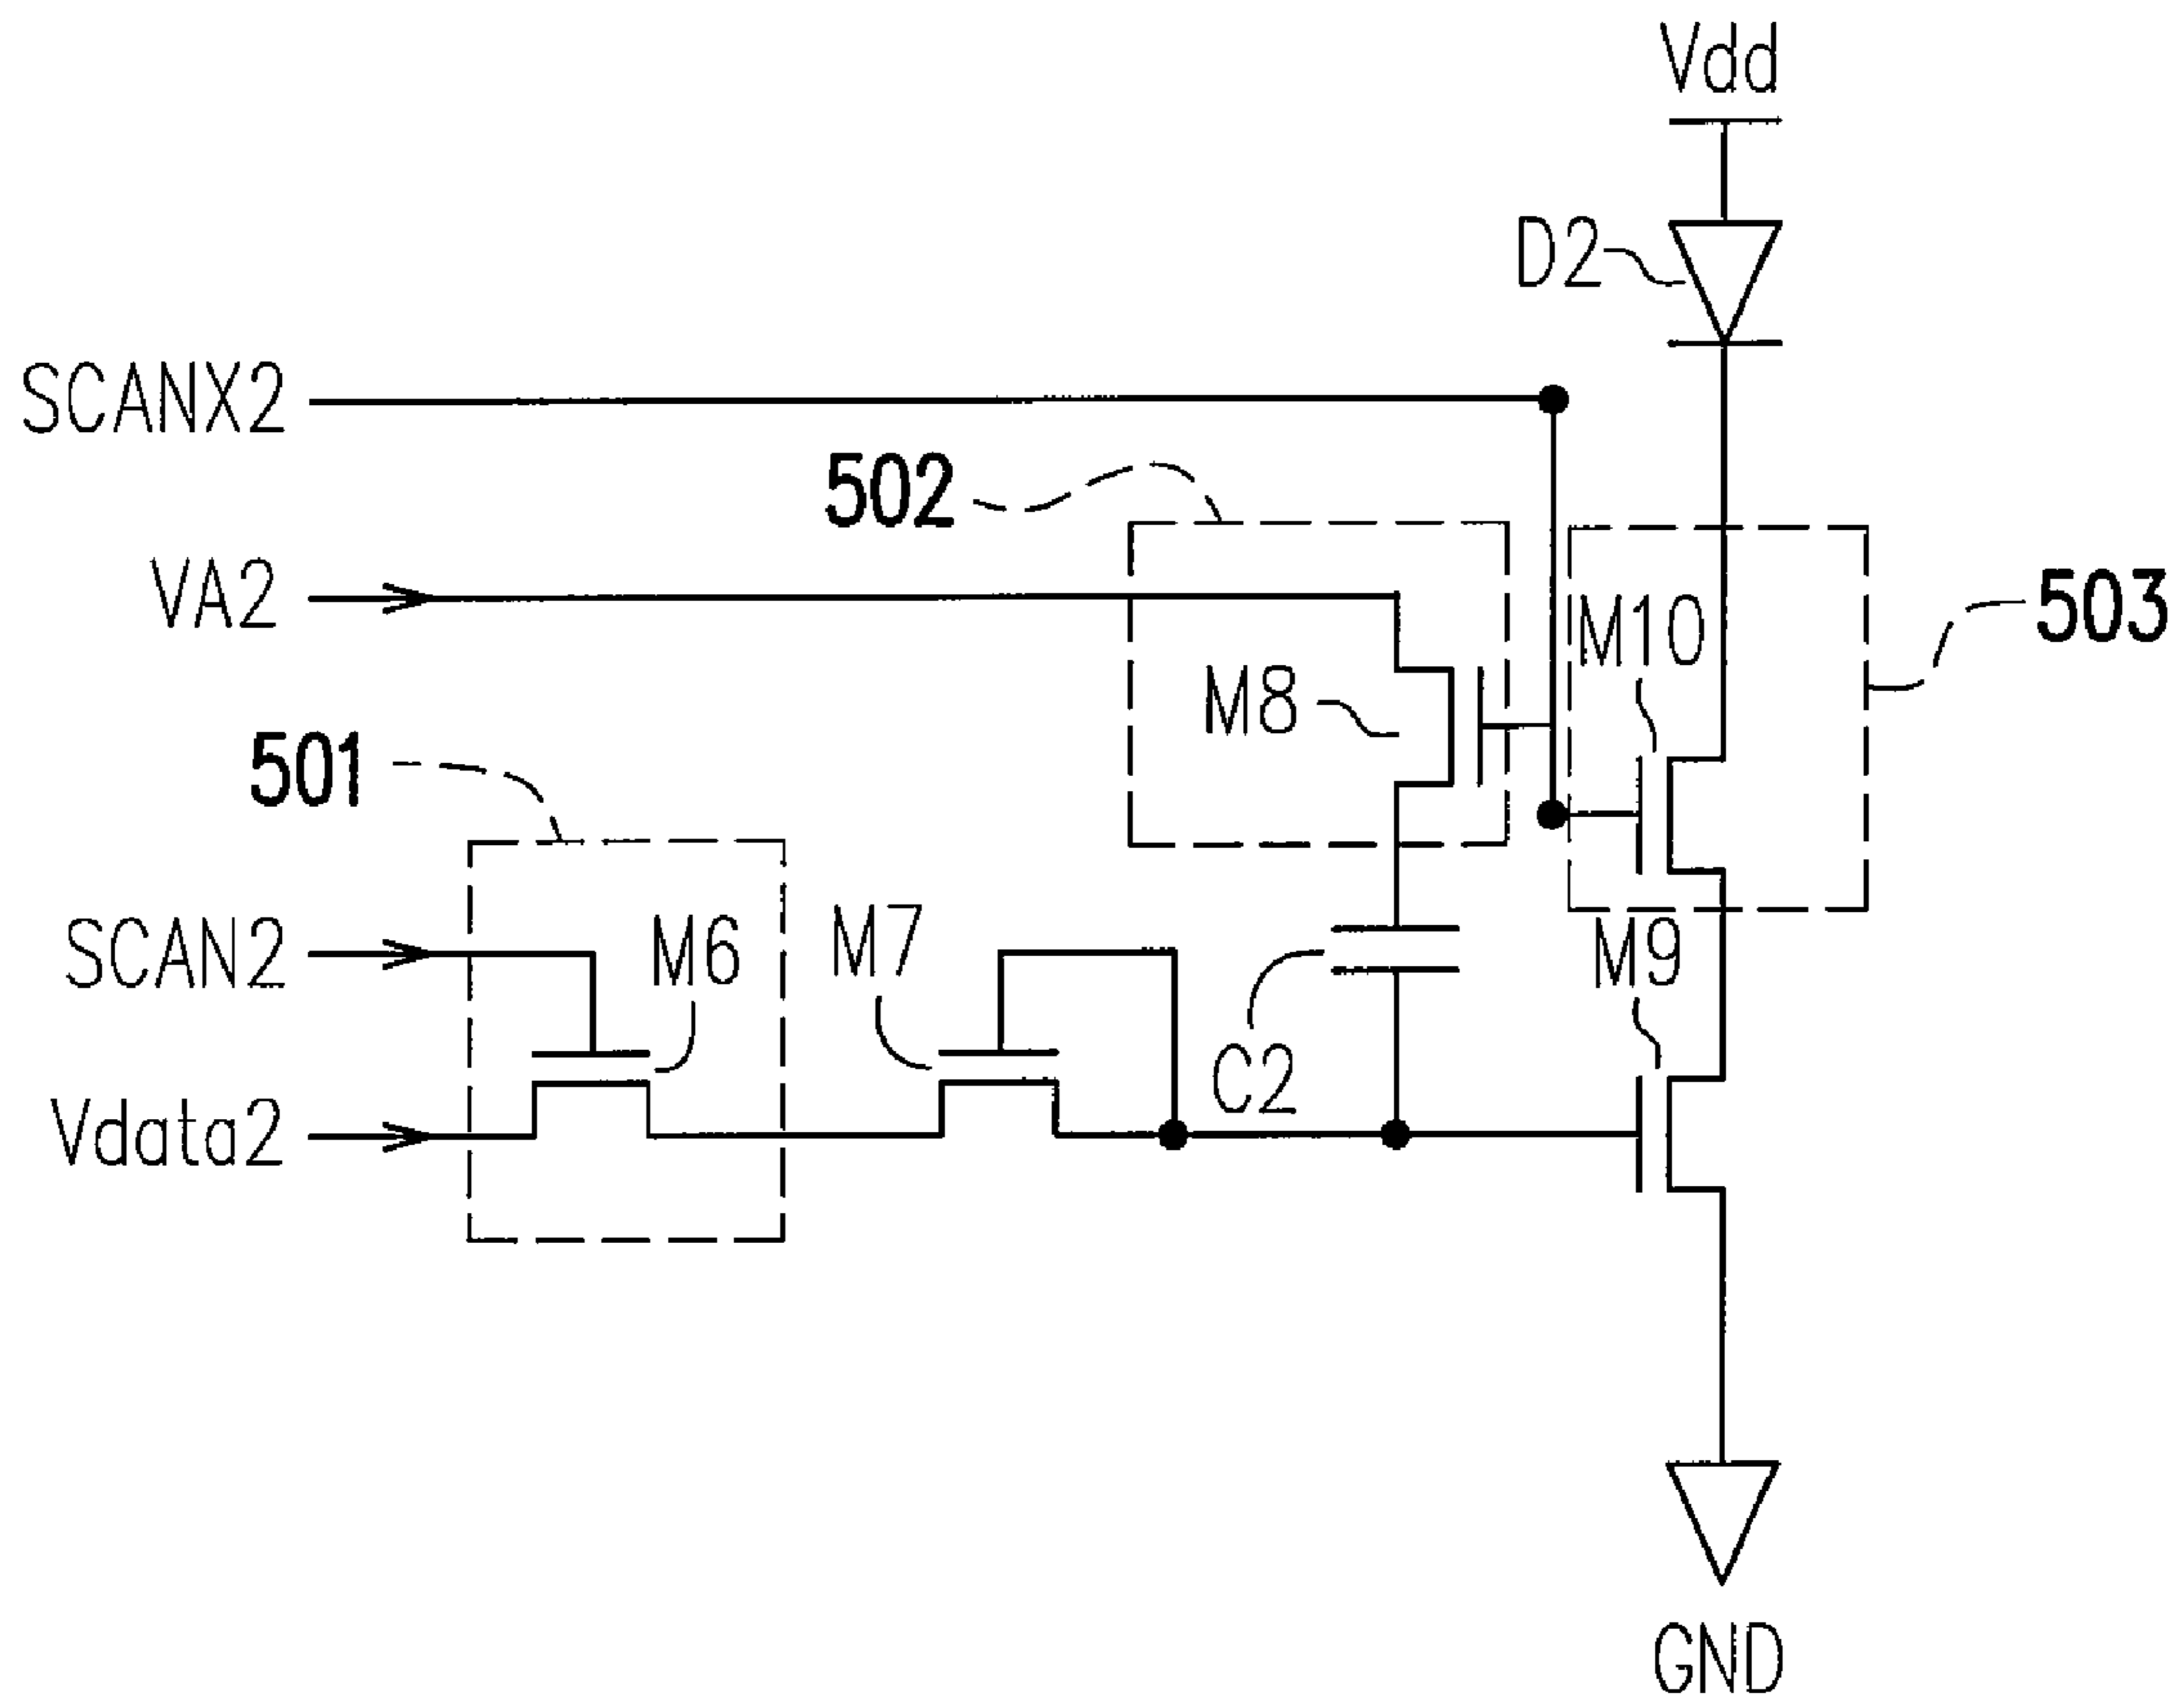 Vdd
D2
SCANX2
502
VA2
M10
503
M8
501
SCAN2
M6
M7
M9
C2
Vdata2
GND